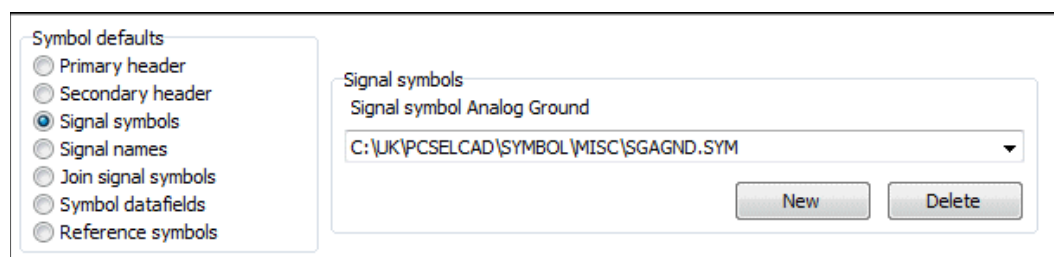 Symbol defaults
Primary header
Secondary header
Signal symbols
Signal names
Join signal symbols
Symbol datafields
Reference symbols
Signal symbols
Signal symbol Analog Ground
C:\UK\PCSELCAD\SYMBOL\MISC\SGAGND.SYM
New Delete